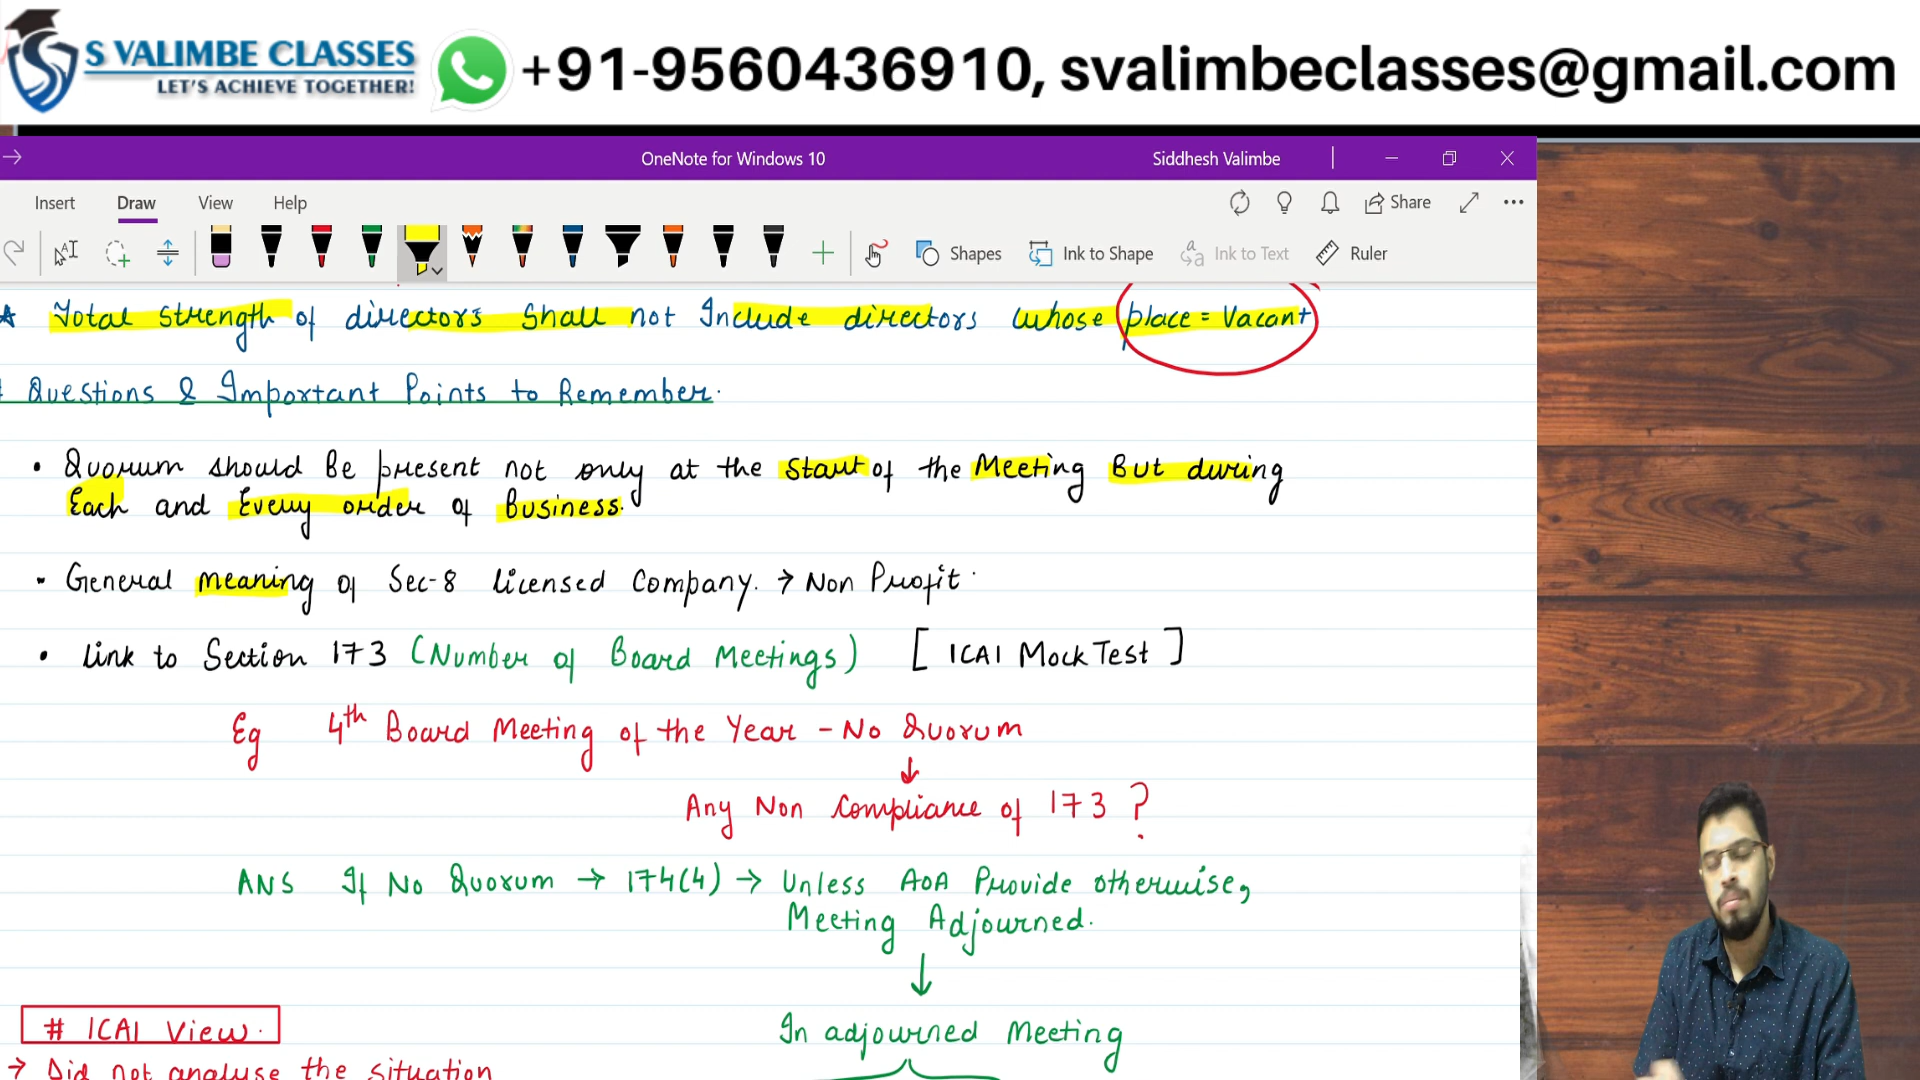 S VALIMBE CLASSES
LET'S ACHIEVE TOGETHER!
+91-9560436910, svalimbeclasses@gmail.com
OneNote for Windows 10
Siddhesh Valimbe
Insert Draw View Help
Share
Shapes Ink to Shape Ink to Text Ruler
Total Strength of directors Shall not Include directors whose place = Vacant
Questions & Important Points to Remember.
• Quorum should Be present not only at the Start of the Meeting But during
Each and Every order of Business.
• General meaning of Sec-8 licensed Company. → Non Profit.
• Link to Section 173 (Number of Board Meetings) [ ICAI Mock Test ]
Eg 4th Board Meeting of the Year - No Quorum
↓
Any Non Compliance of 173 ?
ANS If No Quorum → 174(4) → Unless AOA Provide otherwise,
Meeting Adjourned.
↓
# ICAI View.
In adjourned Meeting
→ Did not analyse the situation